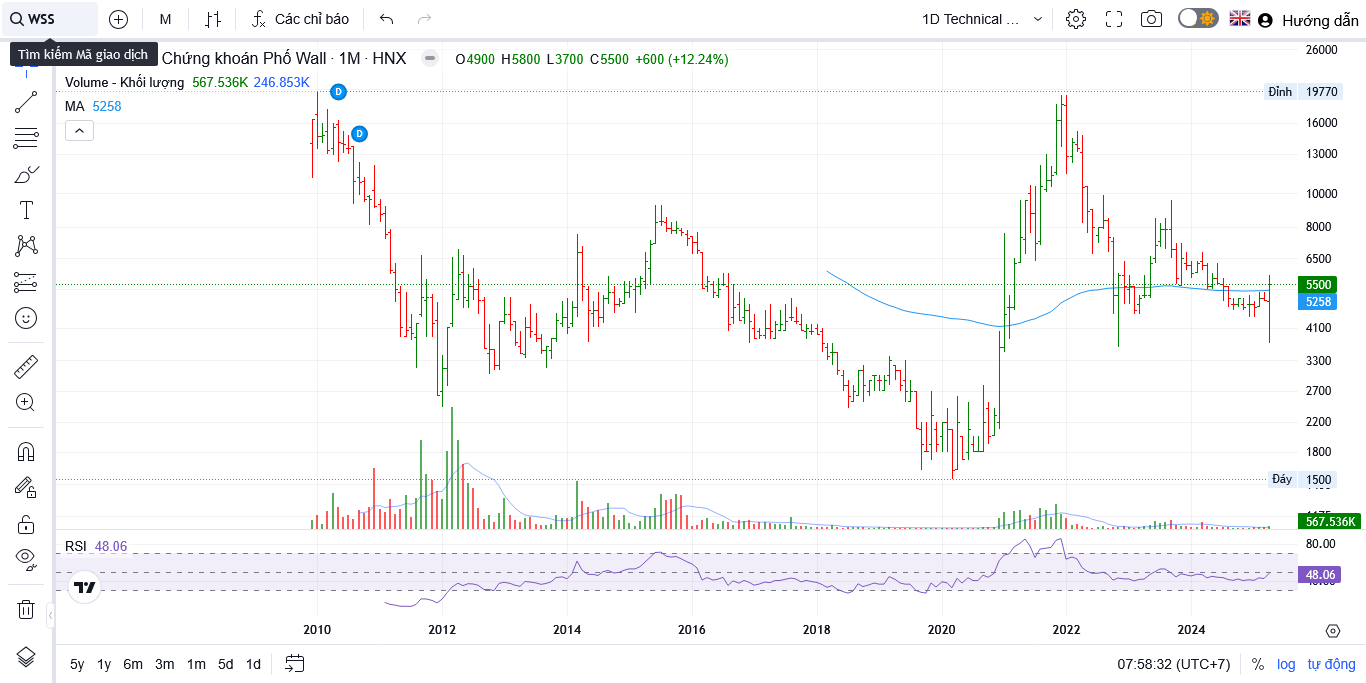 WSS M Các chỉ báo 1D Technical ... Hướng dẫn
Tìm kiếm Mã giao dịch Chứng khoán Phố Wall · 1M · HNX O4900 H5800 L3700 C5500 +600 (+12.24%)
Volume - Khối lượng 567.536K 246.853K
MA 5258
D
D
26000
Đỉnh 19770
16000
13000
10000
8000
6500
5500
5258
4100
3300
2700
2200
1800
Đáy 1500
567.536K
RSI 48.06
80.00
48.06
2010 2012 2014 2016 2018 2020 2022 2024
5y 1y 6m 3m 1m 5d 1d 07:58:32 (UTC+7) % log tự động